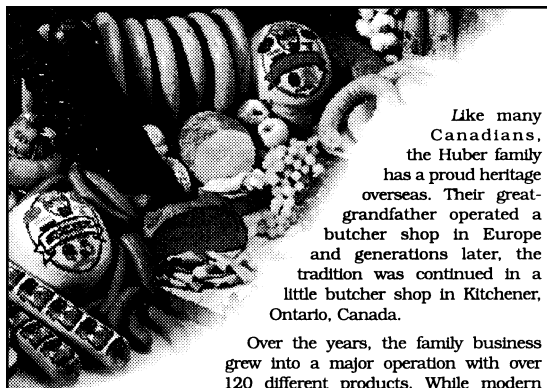 Like many
Canadians,
the Huber family
has a proud heritage
overseas. Their great-
grandfather operated a
butcher shop in Europe
and generations later, the
tradition was continued in a
little butcher shop in Kitchener,
Ontario, Canada.
Over the years, the family business
grew into a major operation with over
120 different products. While modern